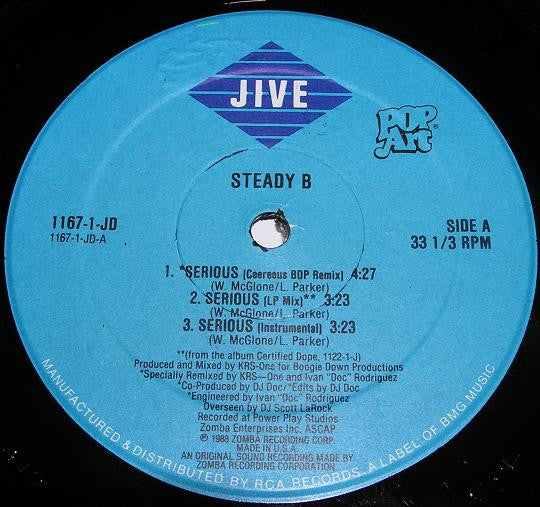 JIVE
POP
Art®
STEADY B
1167-1-JD
1167-1-JD-A
SIDE A
33 1/3 RPM
1. *SERIOUS (Ceereeus BDP Remix) 4:27
(W. McGlone/L. Parker)
2. SERIOUS (LP Mix)** 3:23
(W. McGlone/L. Parker)
3. SERIOUS (Instrumental) 3:23
(W. McGlone/L. Parker)
**(from the album Certified Dope, 1122-1-J)
Produced and Mixed by KRS-One for Boogie Down Productions
*Specially Remixed by KRS—One and Ivan "Doc" Rodriguez
*Co-Produced by DJ Doc/*Edits by DJ Doc
*Engineered by Ivan "Doc" Rodriguez
Overseen by DJ Scott LaRock
Recorded at Power Play Studios
Zomba Enterprises Inc. ASCAP
℗ 1988 ZOMBA RECORDING CORP.
MADE IN U.S.A.
AN ORIGINAL SOUND RECORDING MADE BY
ZOMBA RECORDING CORPORATION
MANUFACTURED & DISTRIBUTED BY RCA RECORDS, A LABEL OF BMG MUSIC